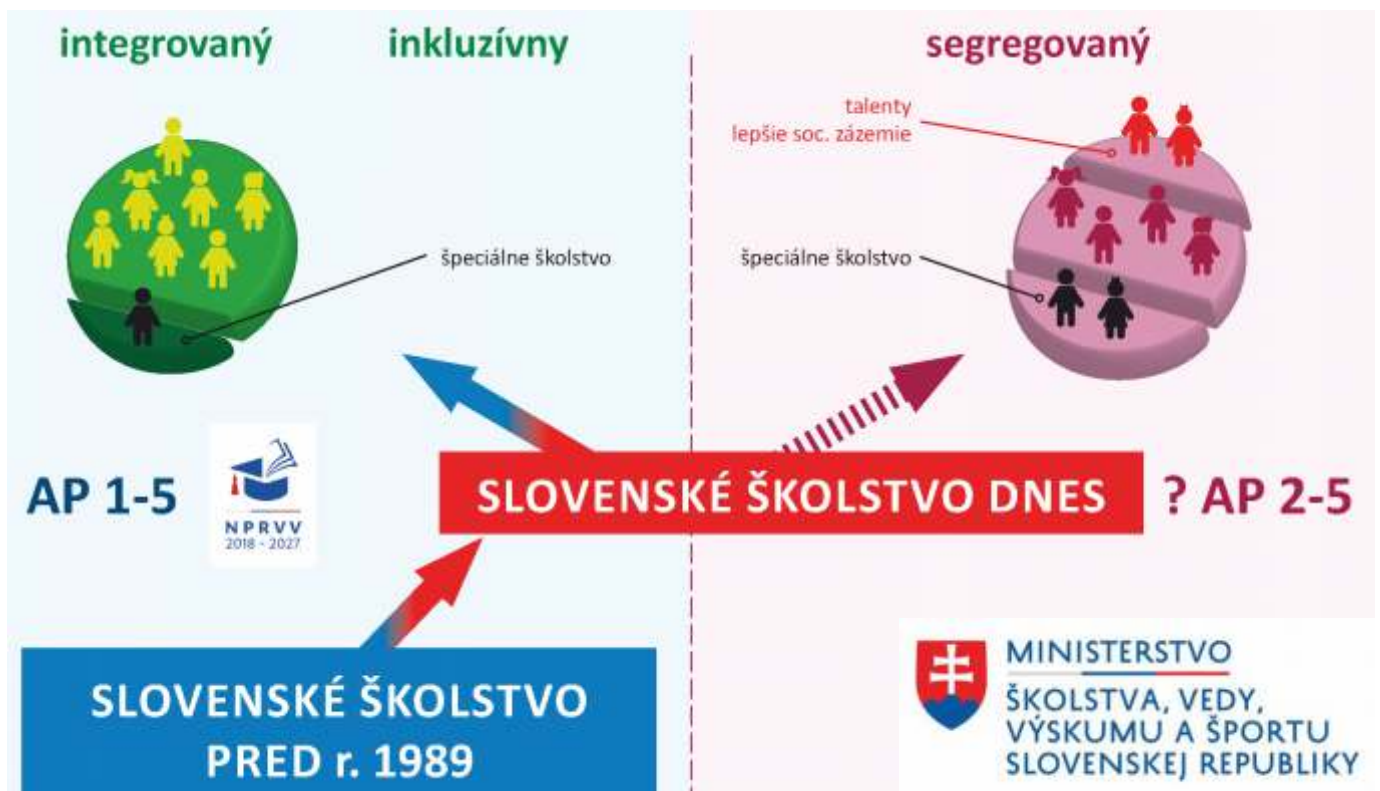 integrovaný
inkluzívny
segregovaný
talenty
lepšie soc. zázemie
špeciálne školstvo
špeciálne školstvo
AP 1-5
NPRVV
2018 - 2027
SLOVENSKÉ ŠKOLSTVO DNES
? AP 2-5
SLOVENSKÉ ŠKOLSTVO
PRED r. 1989
MINISTERSTVO
ŠKOLSTVA, VEDY,
VÝSKUMU A ŠPORTU
SLOVENSKEJ REPUBLIKY